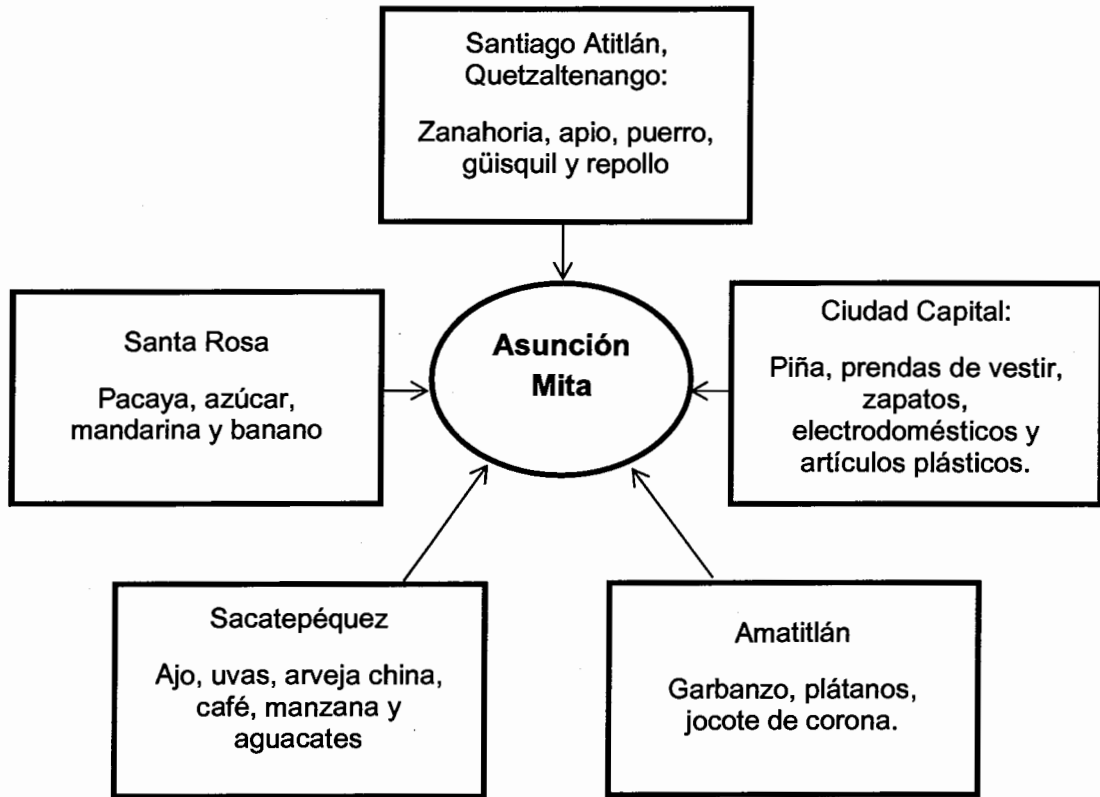 Santiago Atitlán,
Quetzaltenango:
Zanahoria, apio, puerro,
güisquil y repollo
Santa Rosa
Pacaya, azúcar,
mandarina y banano
Asunción
Mita
Ciudad Capital:
Piña, prendas de vestir,
zapatos,
electrodomésticos y
artículos plásticos.
Sacatepéquez
Ajo, uvas, arveja china,
café, manzana y
aguacates
Amatitlán
Garbanzo, plátanos,
jocote de corona.